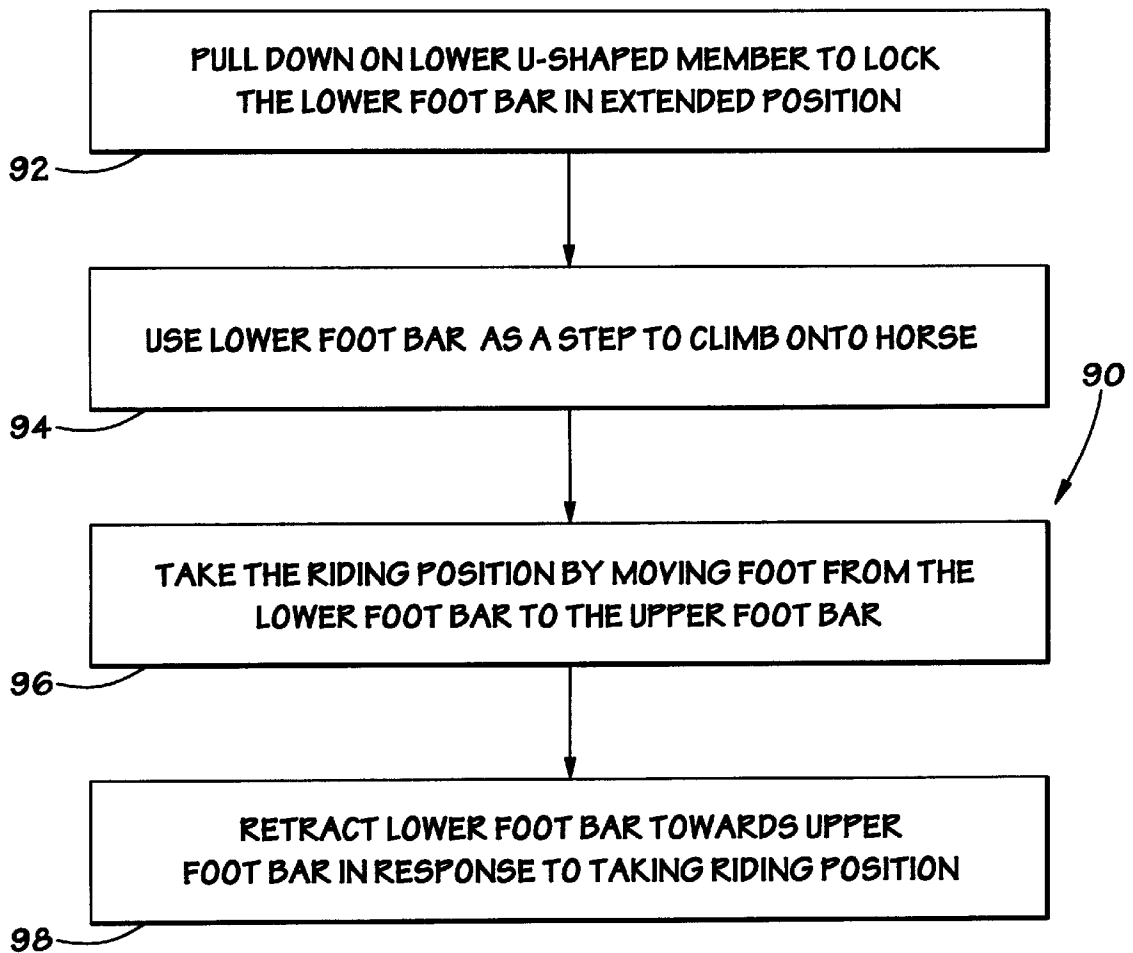 PULL DOWN ON LOWER U-SHAPED MEMBER TO LOCK
THE LOWER FOOT BAR IN EXTENDED POSITION
92
USE LOWER FOOT BAR AS A STEP TO CLIMB ONTO HORSE
90
94
TAKE THE RIDING POSITION BY MOVING FOOT FROM THE
LOWER FOOT BAR TO THE UPPER FOOT BAR
96
RETRACT LOWER FOOT BAR TOWARDS UPPER
FOOT BAR IN RESPONSE TO TAKING RIDING POSITION
98